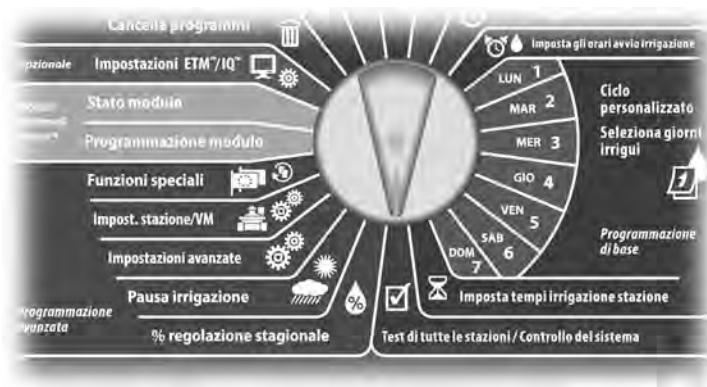 Cancella programmi
Impostazioni ETM™/IQ™
Stato modulo
Programmazione modulo
Funzioni speciali
Impost. stazione/VM
Impostazioni avanzate
Pausa irrigazione
% regolazione stagionale
Programmazione
avanzata
Imposta gli orari avvio irrigazione
LUN 1
MAR 2
MER 3
GIO 4
VEN 5
SAB 6
DOM 7
Ciclo
personalizzato
Seleziona giorni
irrigui
1
Programmazione
di base
Imposta tempi irrigazione stazione
Test di tutte le stazioni / Controllo del sistema
%